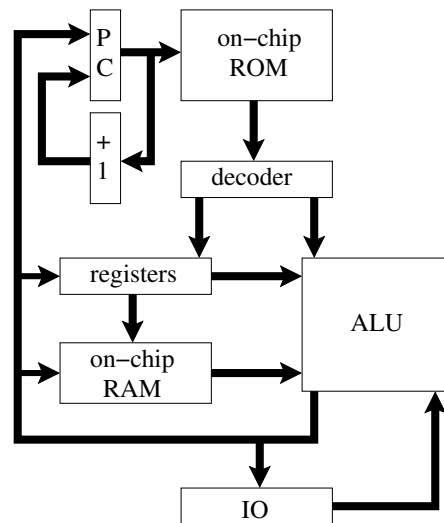 P
C
on−chip
ROM
+
1
decoder
registers
ALU
on−chip
RAM
IO